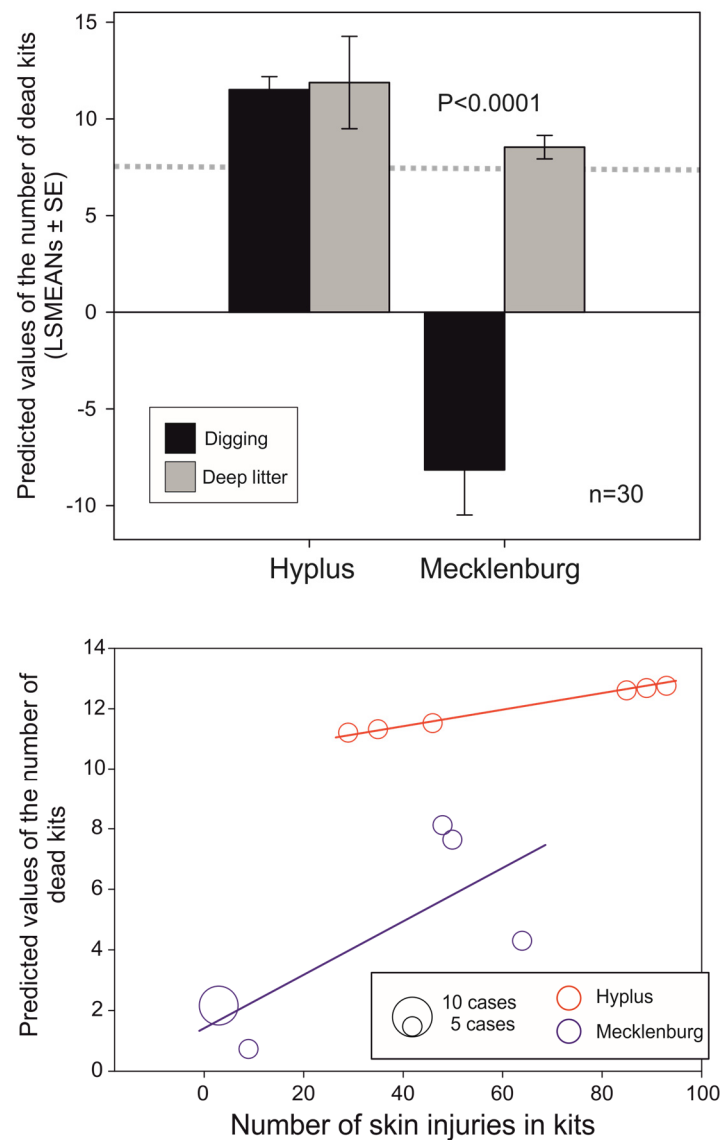 Predicted values of the number of dead kits
(LSMEANs ± SE)
15
10
5
0
-5
-10
P<0.0001
Digging
Deep litter
n=30
Hyplus
Mecklenburg
Predicted values of the number of
dead kits
14
12
10
8
6
4
2
0
10 cases
5 cases
Hyplus
Mecklenburg
0
20
40
60
80
100
Number of skin injuries in kits